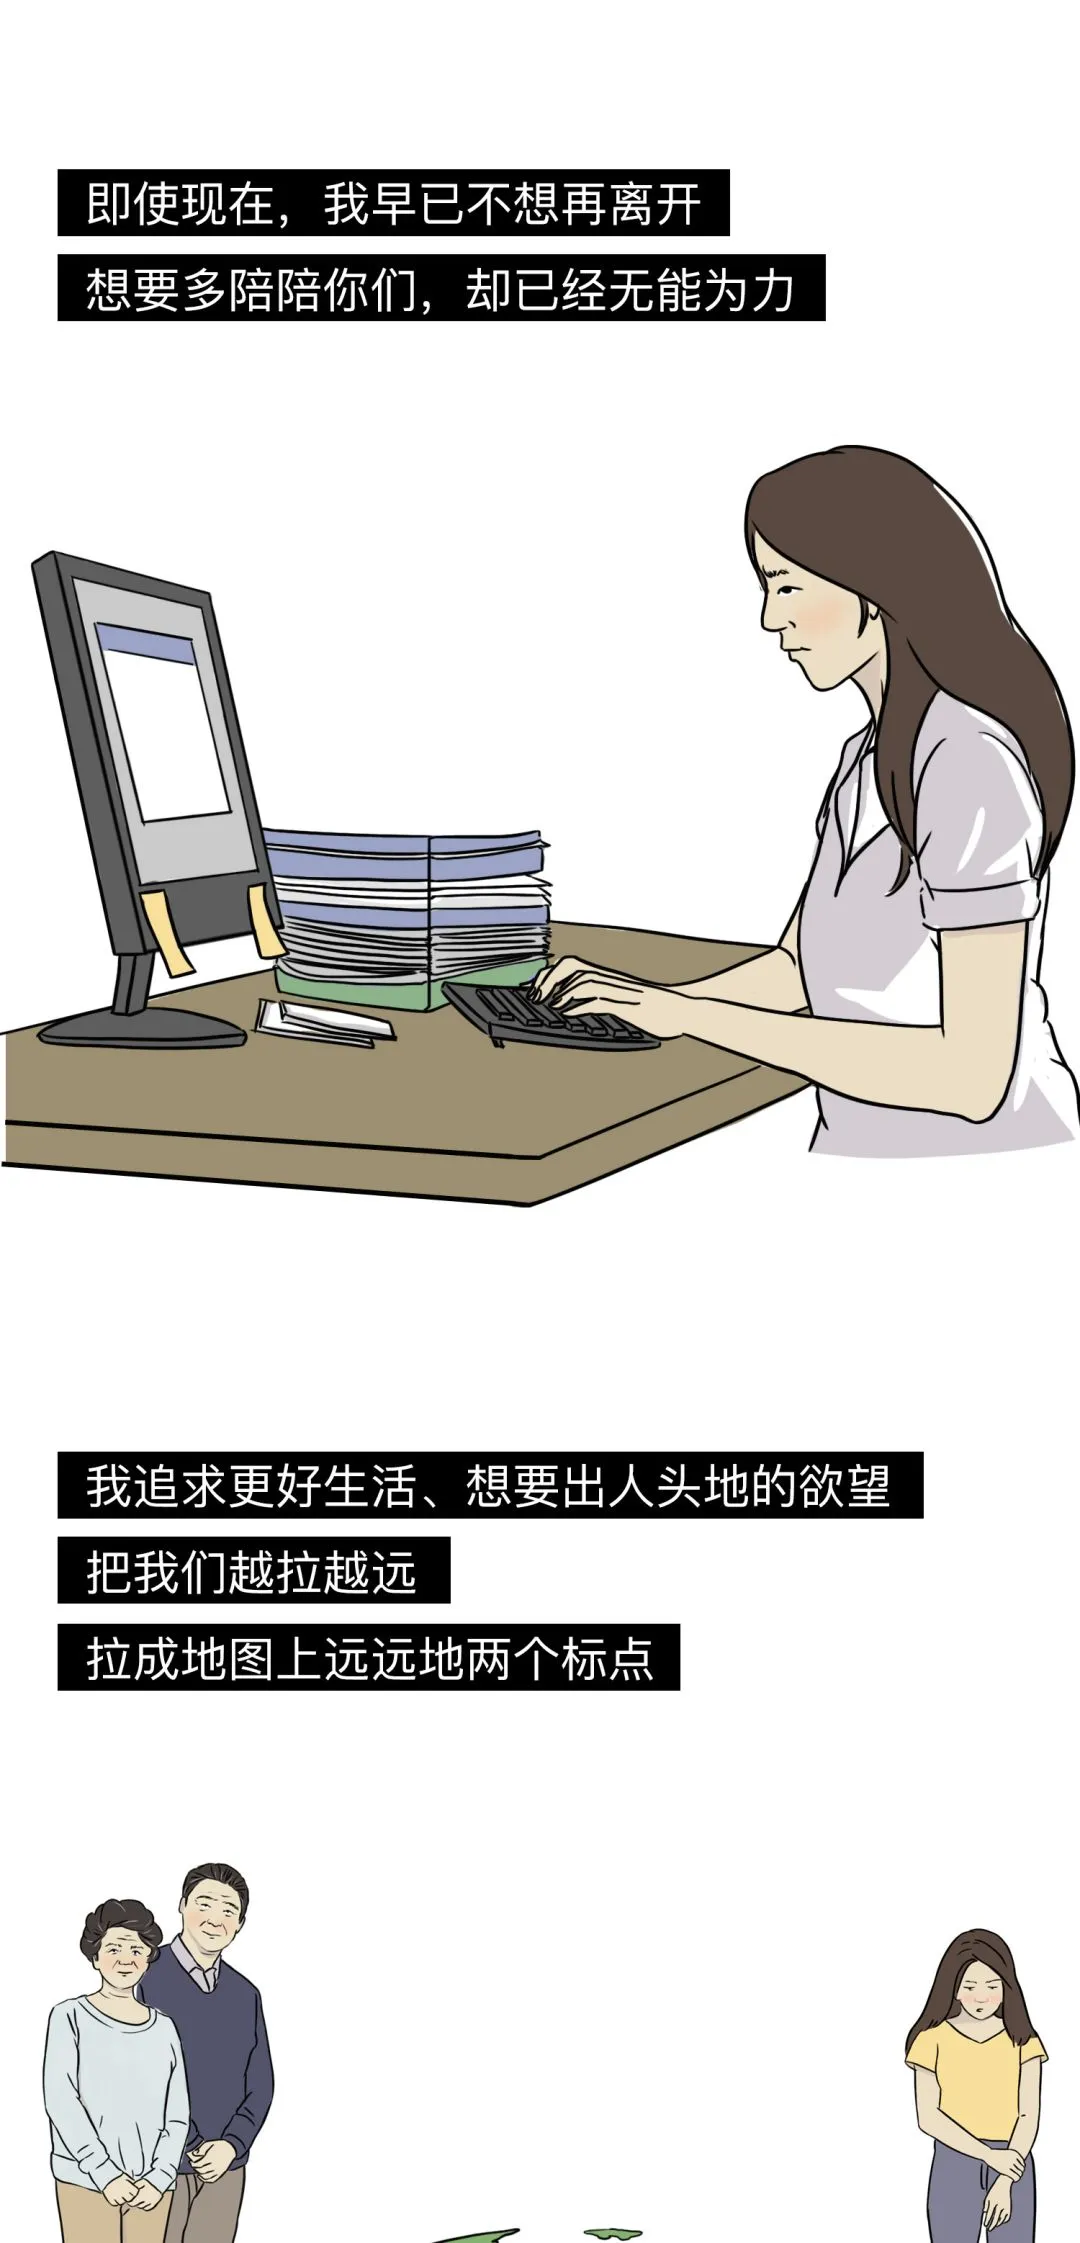 即使现在，我早已不想再离开
想要多陪陪你们，却已经无能为力
我追求更好生活、想要出人头地的欲望
把我们越拉越远
拉成地图上远远地两个标点